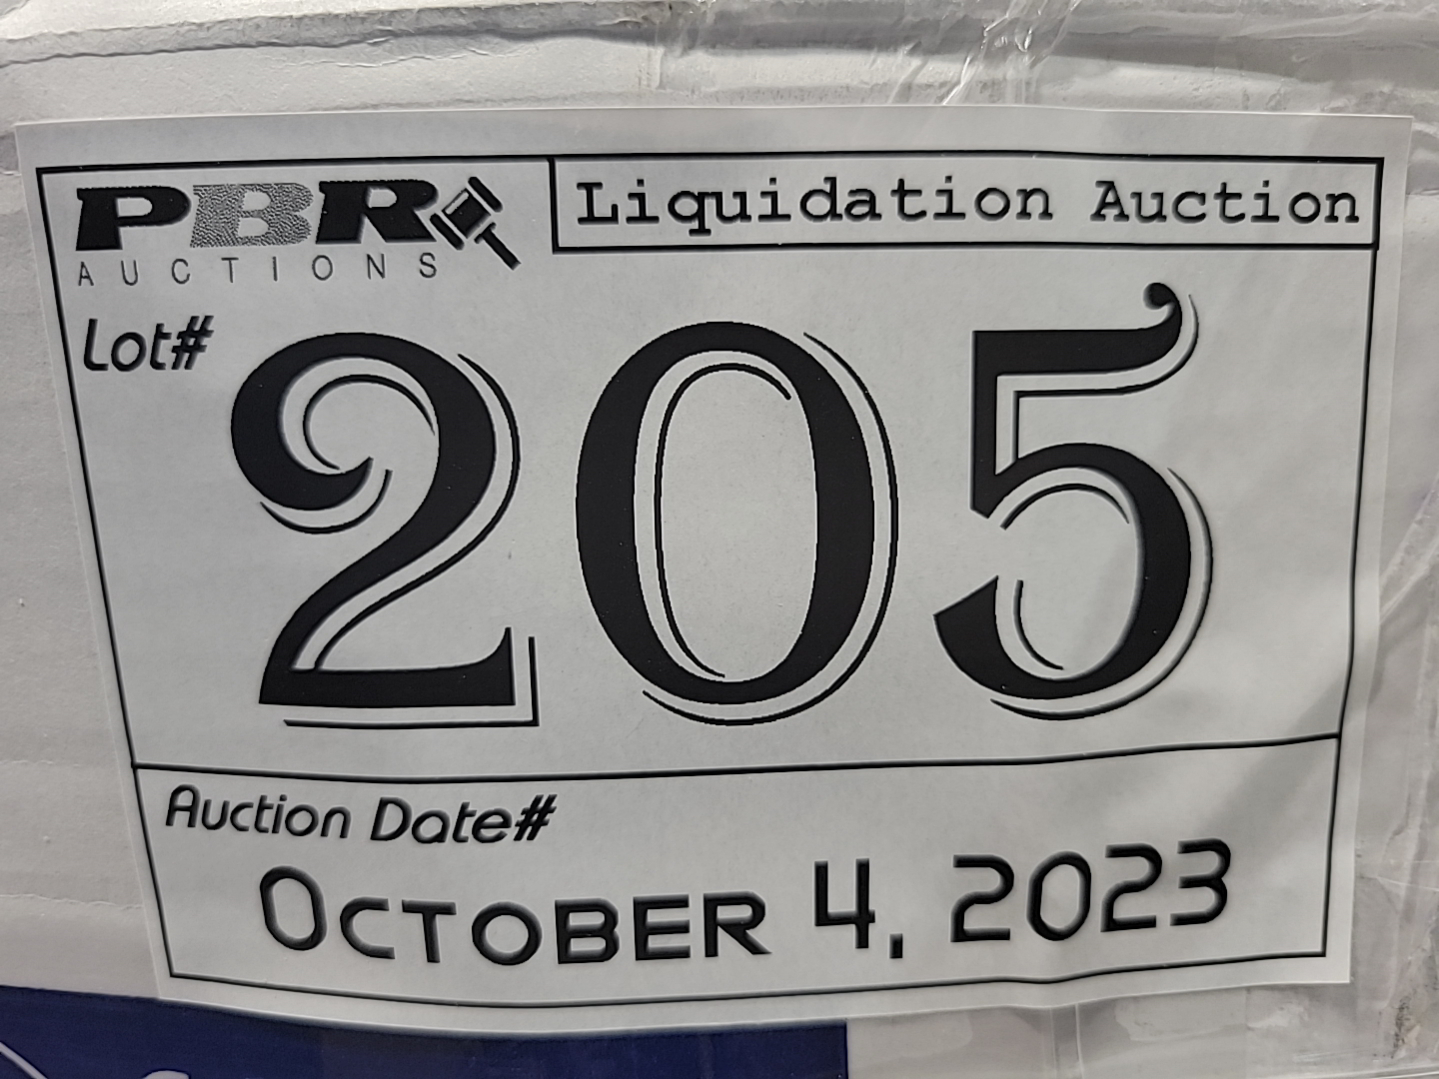 PBR
AUCTIONS
Liquidation Auction
Lot#
205
Auction Date#
OCTOBER 4, 2023